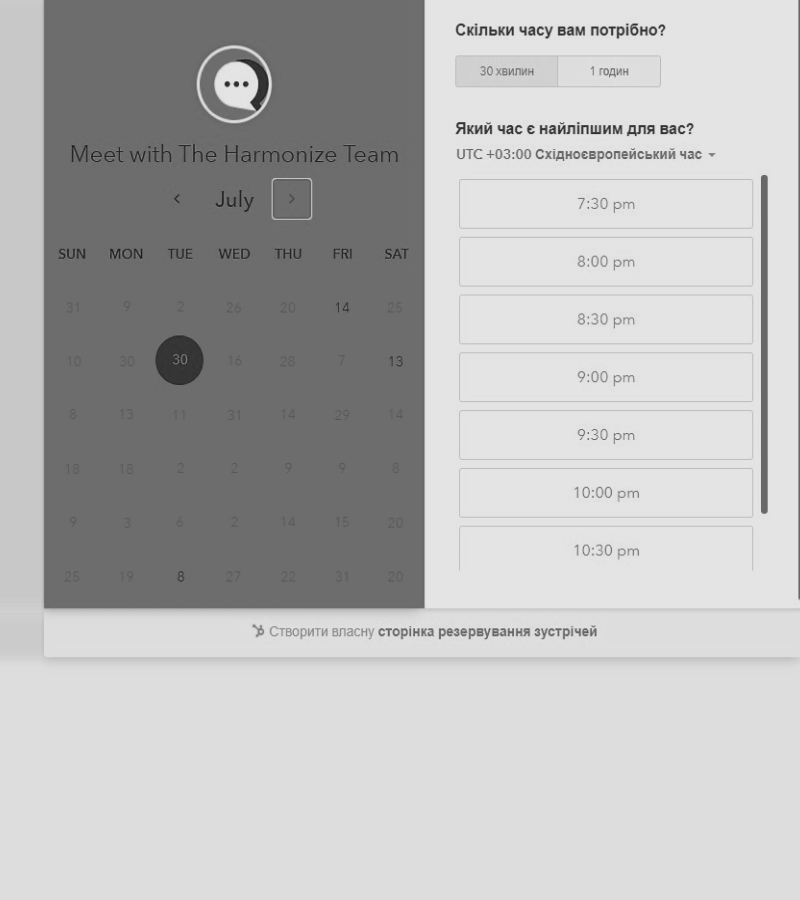 Meet with The Harmonize Team
July
SUN MON TUE WED THU FRI SAT
31 9 2 26 20 14 25
10 30 30 16 28 7 13
8 13 11 31 14 29 14
18 18 2 2 9 9 8
9 3 6 2 14 15 20
25 19 8 27 22 31 20
Скільки часу вам потрібно?
30 хвилин 1 годин
Який час є найліпшим для вас?
UTC +03:00 Східноєвропейський час
7:30 pm
8:00 pm
8:30 pm
9:00 pm
9:30 pm
10:00 pm
10:30 pm
Створити власну сторінка резервування зустрічей